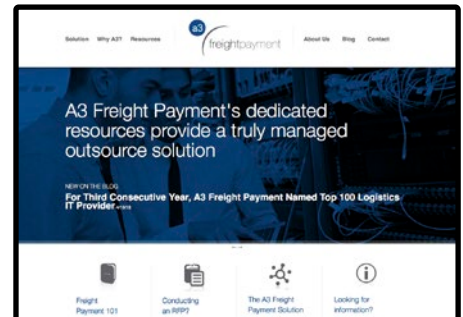 a3
Solution Why A3? Resources
freightpayment
About Us Blog Contact
A3 Freight Payment's dedicated
resources provide a truly managed
outsource solution
NEW ON THE BLOG
For Third Consecutive Year, A3 Freight Payment Named Top 100 Logistics
IT Provider
Freight
Payment 101
Conducting
an RFP?
The A3 Freight
Payment Solution
Looking for
information?